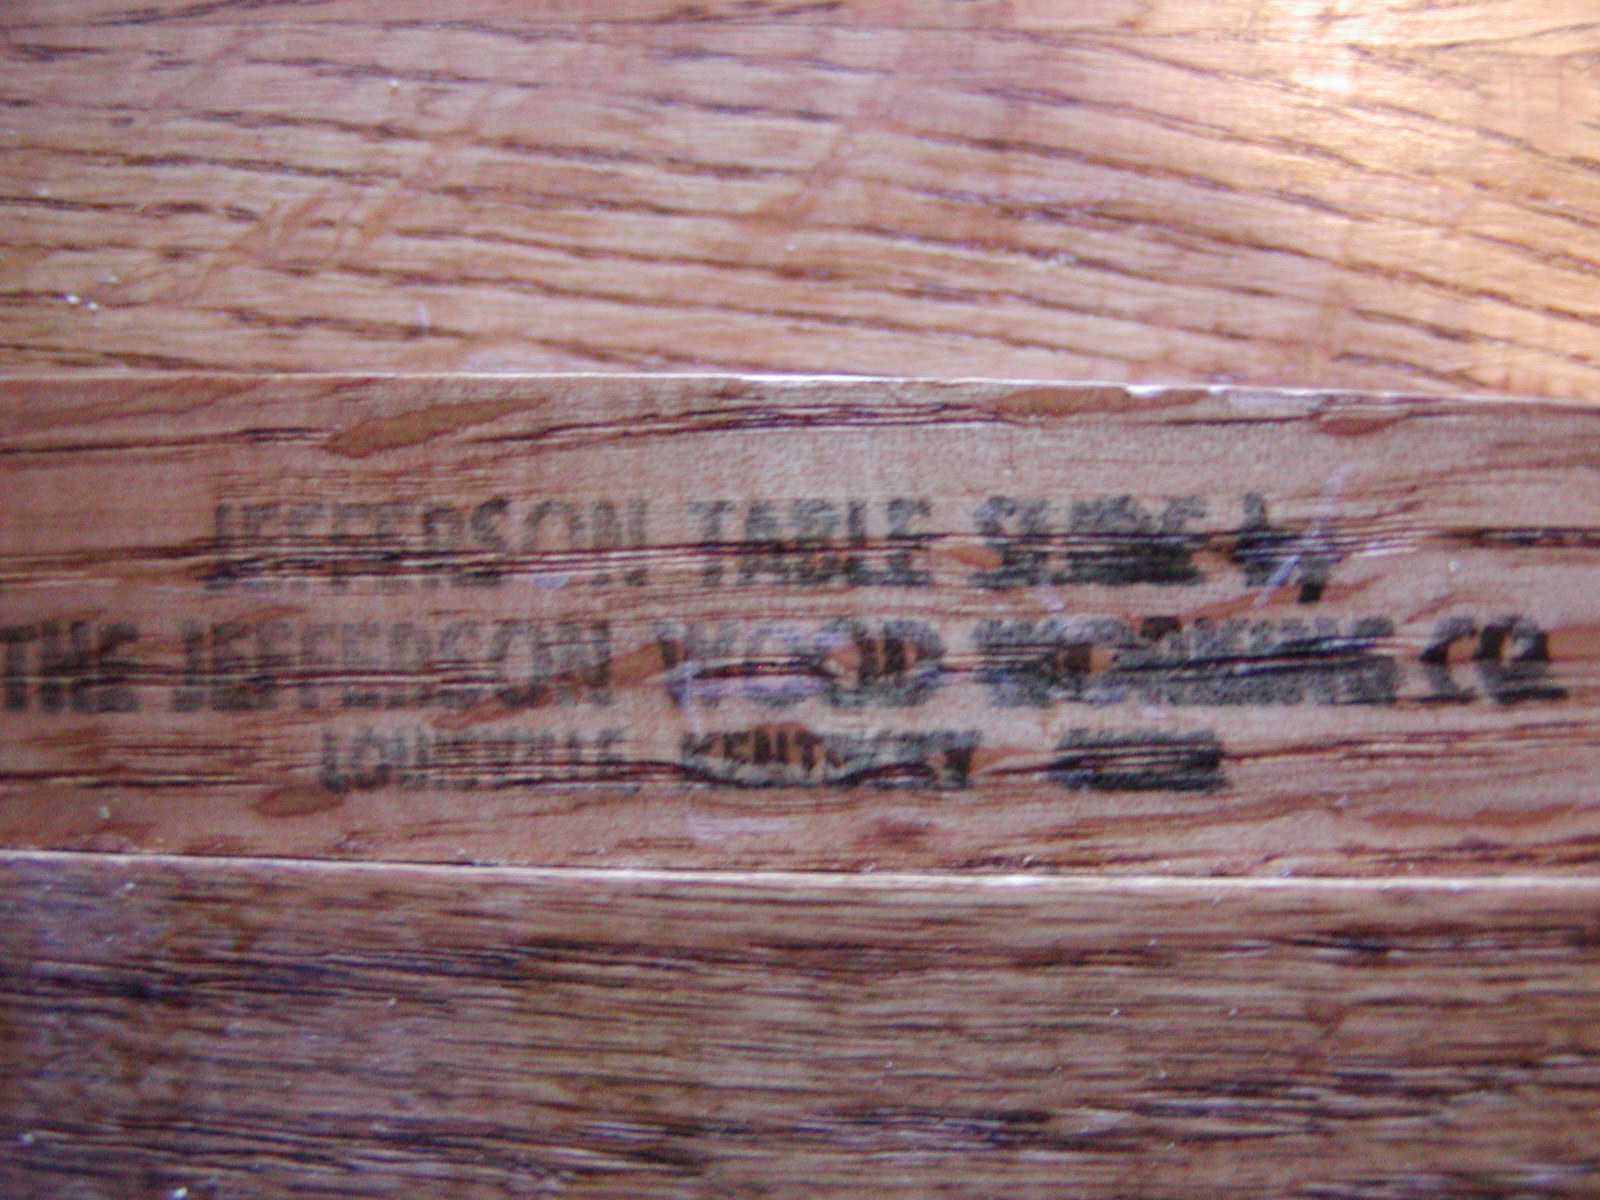 JEFFERSON TABLE SLIDE
THE JEFFERSON WOOD WORKING CO.
LOUISVILLE KENTUCKY